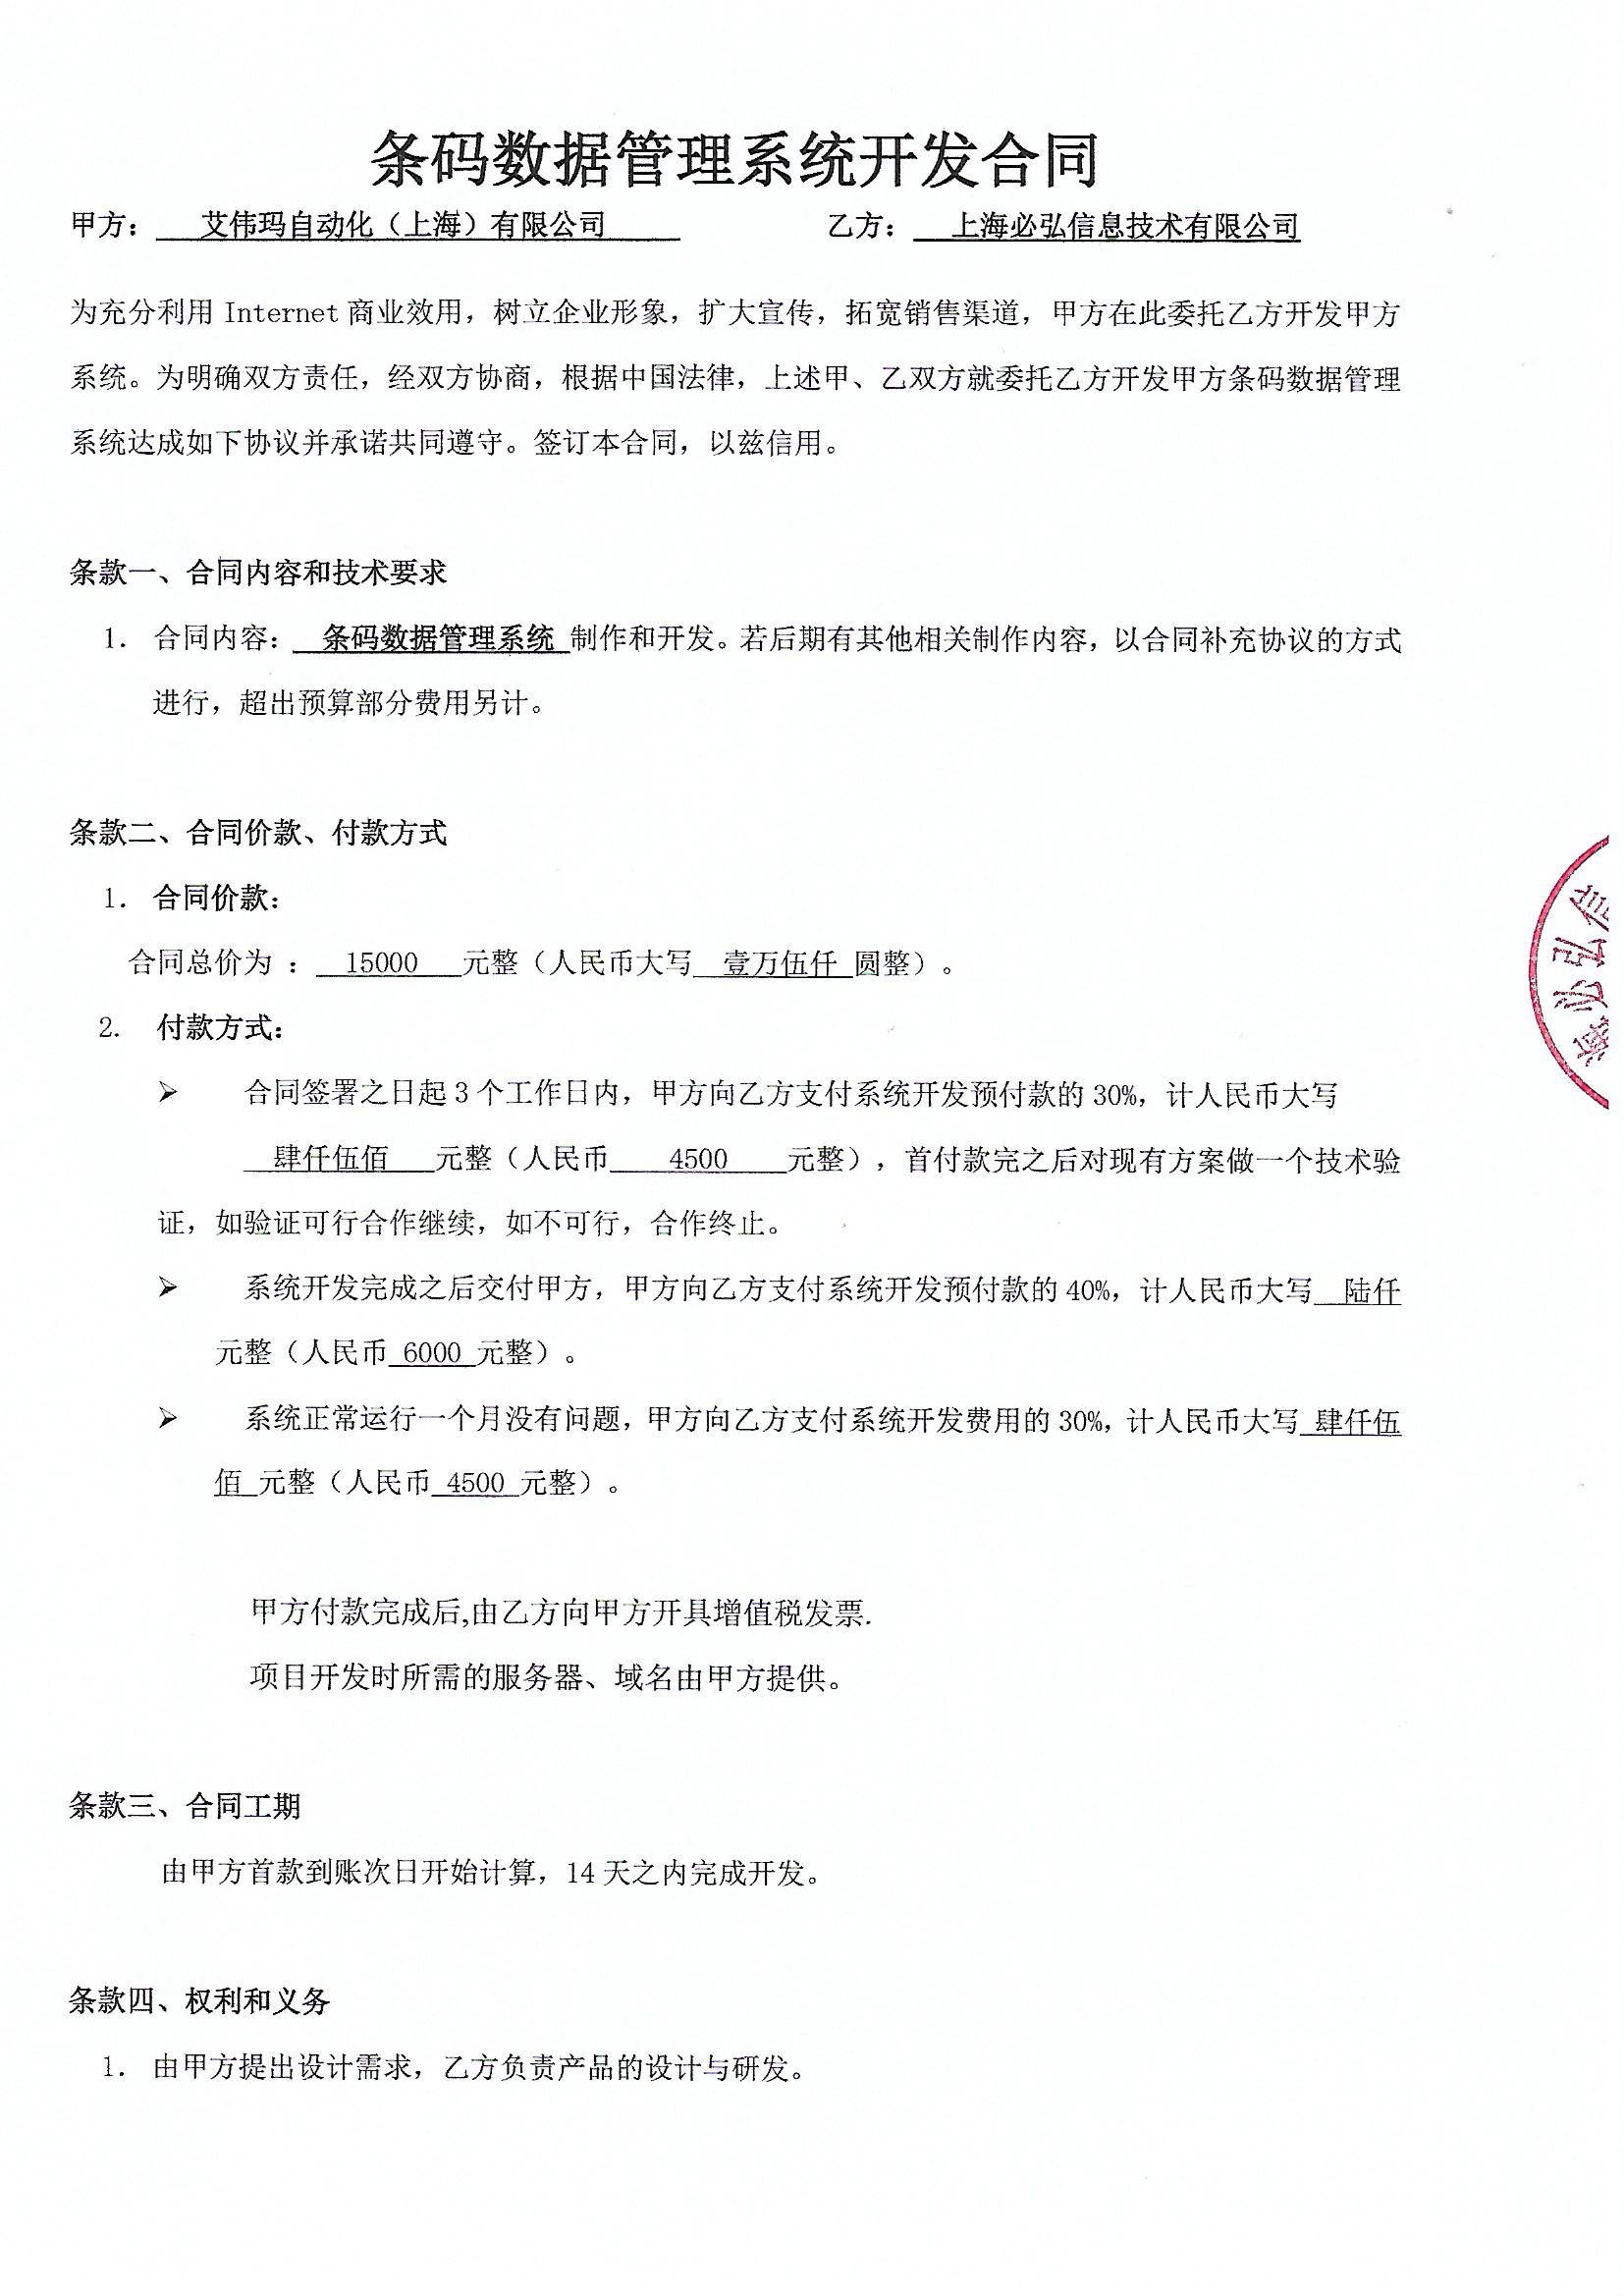 条码数据管理系统开发合同
甲方： 艾伟玛自动化（上海）有限公司 乙方： 上海必弘信息技术有限公司
为充分利用 Internet 商业效用，树立企业形象，扩大宣传，拓宽销售渠道，甲方在此委托乙方开发甲方
系统。为明确双方责任，经双方协商，根据中国法律，上述甲、乙双方就委托乙方开发甲方条码数据管理
系统达成如下协议并承诺共同遵守。签订本合同，以兹信用。
条款一、合同内容和技术要求
1. 合同内容： 条码数据管理系统 制作和开发。若后期有其他相关制作内容，以合同补充协议的方式
进行，超出预算部分费用另计。
条款二、合同价款、付款方式
1. 合同价款：
合同总价为 ： 15000 元整（人民币大写 壹万伍仟 圆整）。
2. 付款方式：
➢ 合同签署之日起 3 个工作日内，甲方向乙方支付系统开发预付款的 30%，计人民币大写
肆仟伍佰 元整（人民币 4500 元整），首付款完之后对现有方案做一个技术验
证，如验证可行合作继续，如不可行，合作终止。
➢ 系统开发完成之后交付甲方，甲方向乙方支付系统开发预付款的 40%，计人民币大写 陆仟
元整（人民币 6000 元整）。
➢ 系统正常运行一个月没有问题，甲方向乙方支付系统开发费用的 30%，计人民币大写 肆仟伍
佰 元整（人民币 4500 元整）。
甲方付款完成后,由乙方向甲方开具增值税发票.
项目开发时所需的服务器、域名由甲方提供。
条款三、合同工期
由甲方首款到账次日开始计算，14 天之内完成开发。
条款四、权利和义务
1. 由甲方提出设计需求，乙方负责产品的设计与研发。
海必弘信